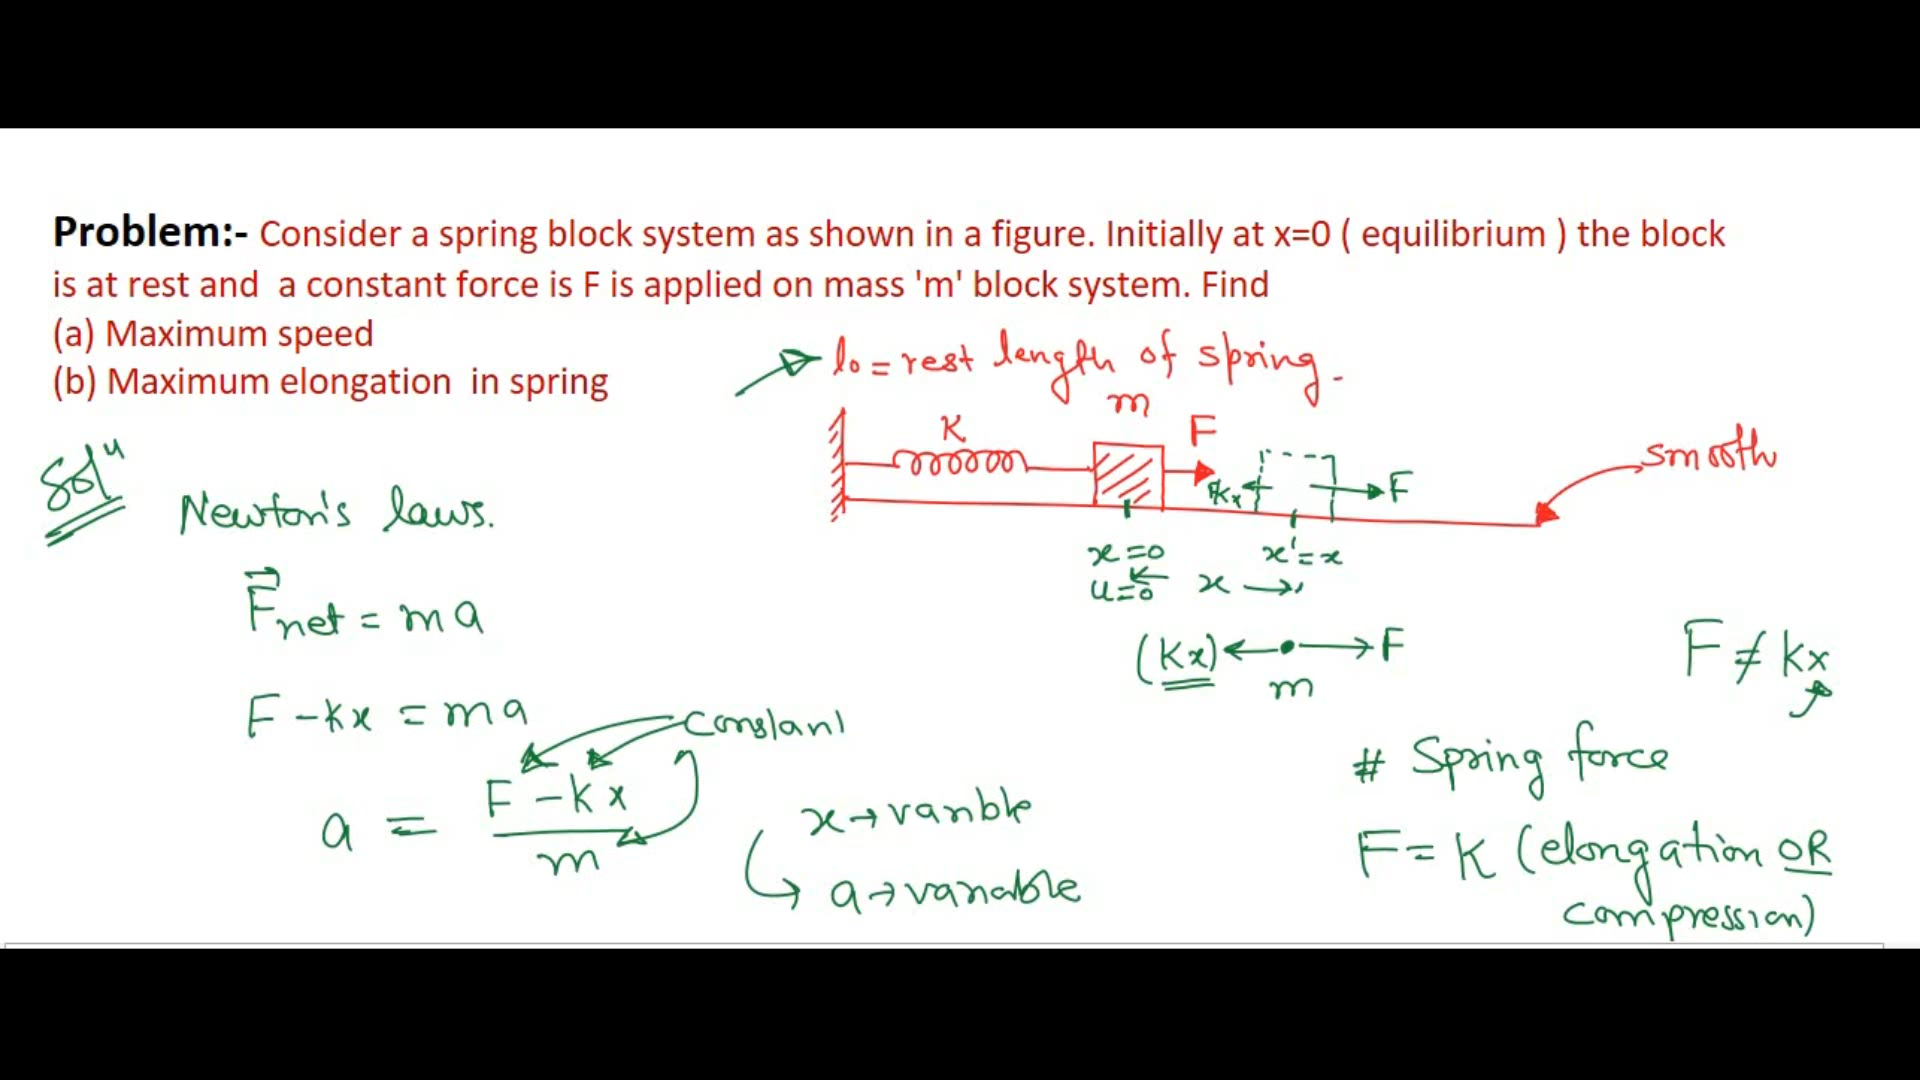 Problem:- Consider a spring block system as shown in a figure. Initially at x=0 ( equilibrium ) the block
is at rest and a constant force is F is applied on mass 'm' block system. Find
(a) Maximum speed
(b) Maximum elongation in spring
l₀ = rest length of spring.
m
K
F
smooth
kx
F
x=0
x'=x
u=0
x
(kx)
F
m
Solⁿ
Newton's laws.
Fnet = ma
F - kx = ma
constant
a = F - kx / m
x → varible
a → variable
F ≠ kx
# Spring force
F = K (elongation OR
compression)